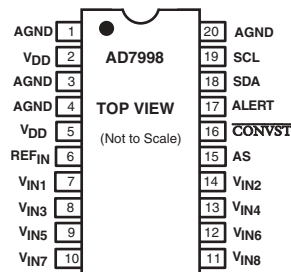 AGND 1 20 AGND
VDD 2 AD7998 19 SCL
AGND 3 18 SDA
AGND 4 TOP VIEW 17 ALERT
VDD 5 (Not to Scale) 16 CONVST
REFIN 6 15 AS
VIN1 7 14 VIN2
VIN3 8 13 VIN4
VIN5 9 12 VIN6
VIN7 10 11 VIN8